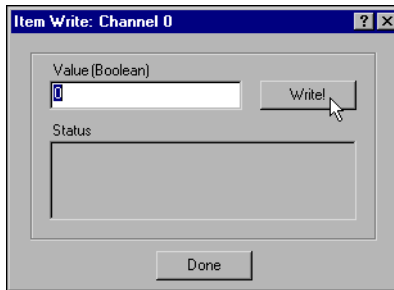 Item Write: Channel 0
Value (Boolean)
0
Write!
Status
Done